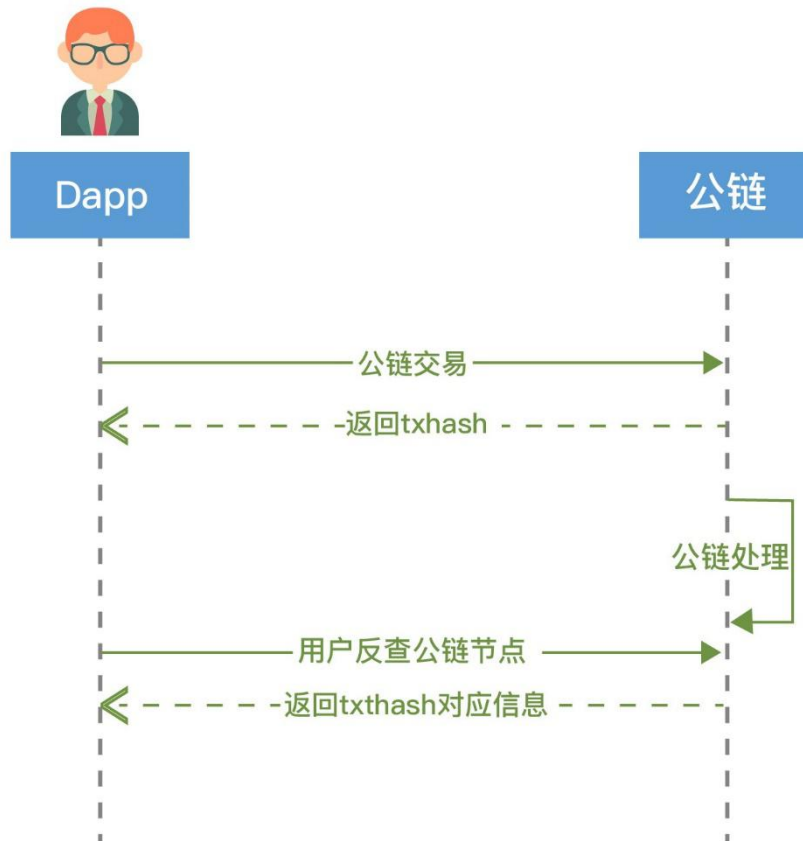 Dapp
公链
公链交易
返回txhash
公链处理
用户反查公链节点
返回txthash对应信息